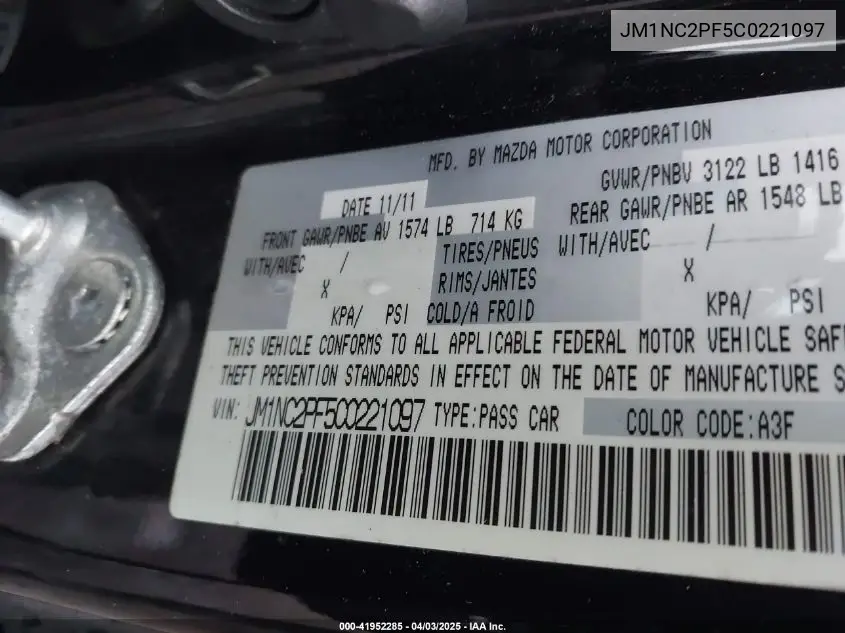 JM1NC2PF5C0221097
MFD. BY MAZDA MOTOR CORPORATION
DATE 11/11
GVWR/PNBV 3122 LB 1416
FRONT GAWR/PNBE AV 1574 LB 714 KG
REAR GAWR/PNBE AR 1548 LB
WITH/AVEC / TIRES/PNEUS WITH/AVEC /
X RIMS/JANTES X
KPA/ PSI COLD/A FROID KPA/ PSI
THIS VEHICLE CONFORMS TO ALL APPLICABLE FEDERAL MOTOR VEHICLE SAF
THEFT PREVENTION STANDARDS IN EFFECT ON THE DATE OF MANUFACTURE S
VIN: JM1NC2PF5C0221097 TYPE:PASS CAR COLOR CODE:A3F
000-41952285 - 04/03/2025 - IAA Inc.